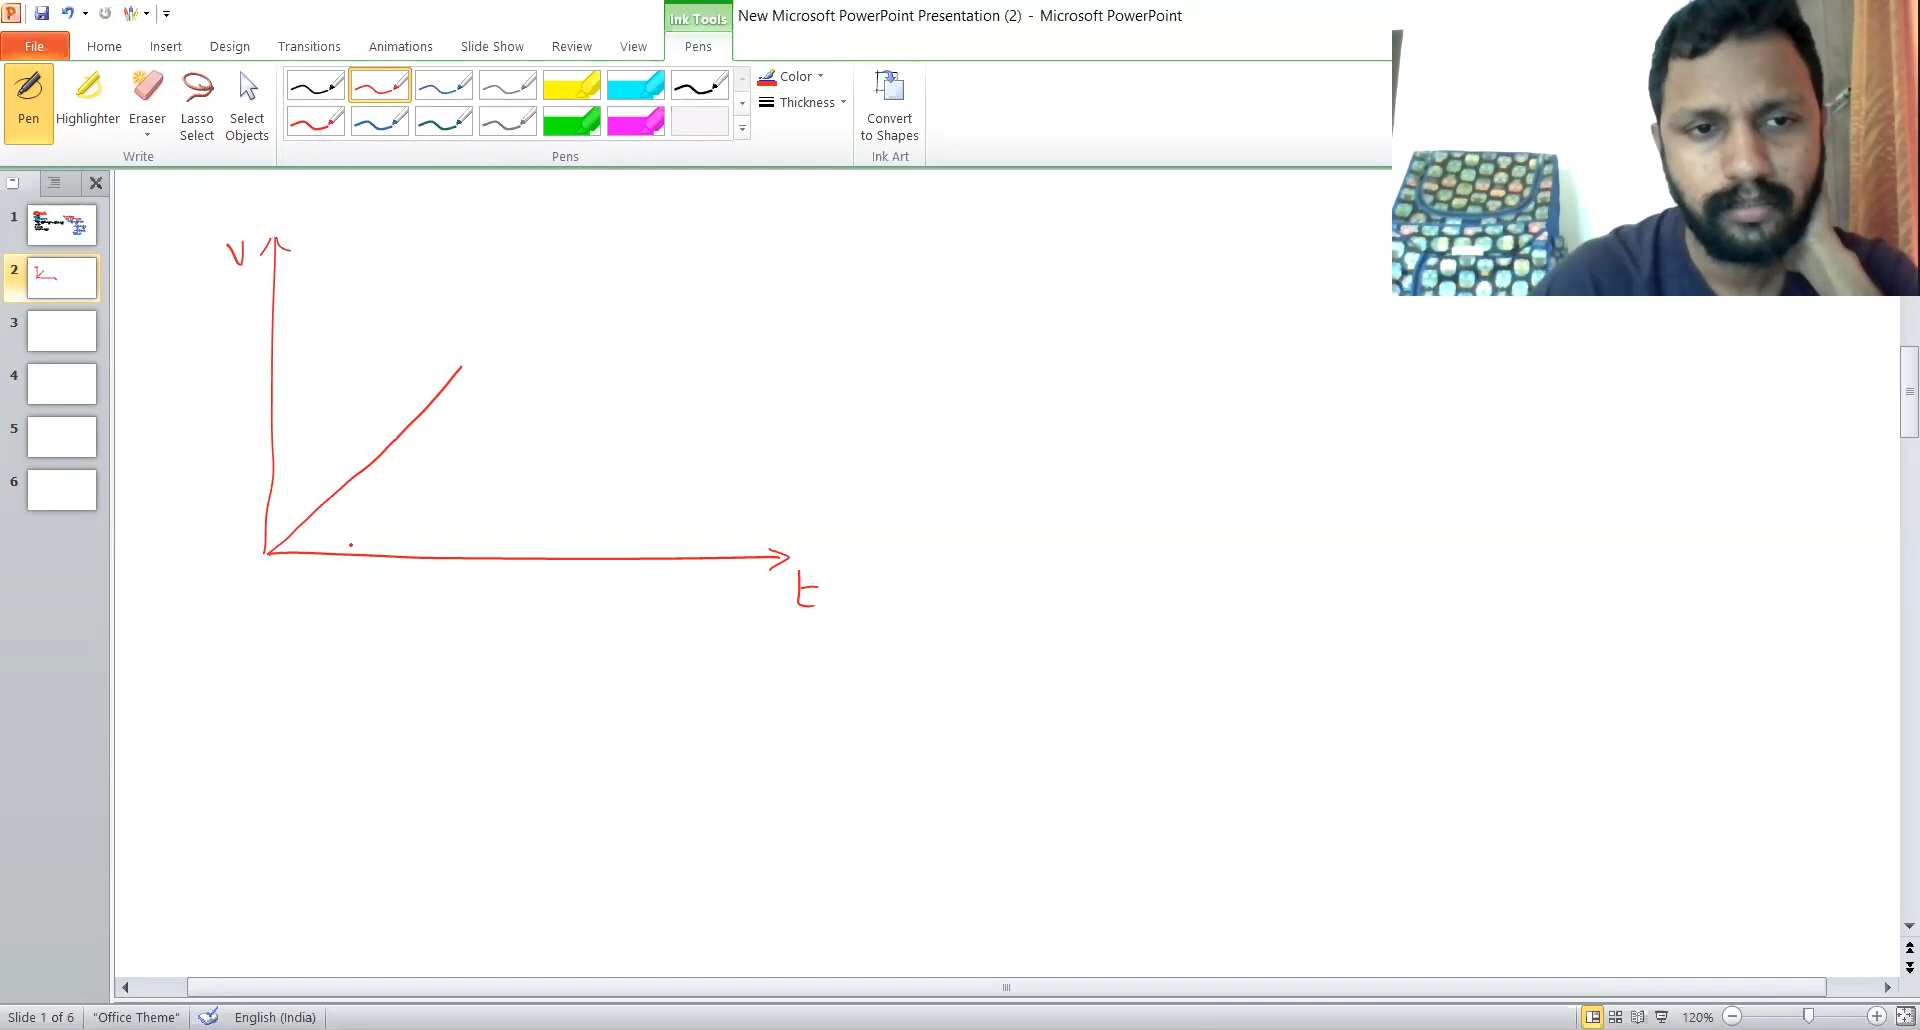 New Microsoft PowerPoint Presentation (2) - Microsoft PowerPoint
Ink Tools
File Home Insert Design Transitions Animations Slide Show Review View Pens
Pen Highlighter Eraser Lasso Select Select Objects
Color
Thickness
Convert to Shapes
Write Pens Ink Art
1
2
3
4
5
6
V
t
Slide 1 of 6 "Office Theme" English (India) 120%